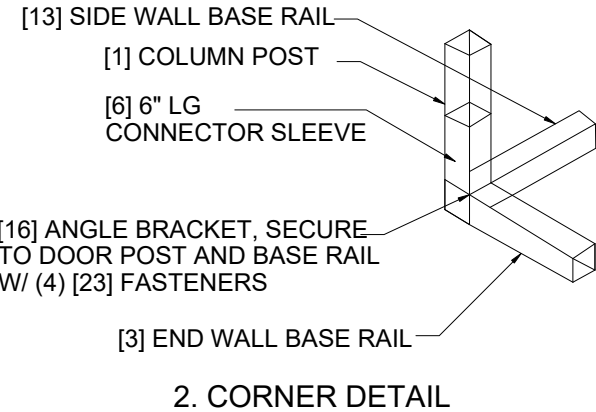 [13] SIDE WALL BASE RAIL
[1] COLUMN POST
[6] 6" LG
CONNECTOR SLEEVE
[16] ANGLE BRACKET, SECURE
TO DOOR POST AND BASE RAIL
W/ (4) [23] FASTENERS
[3] END WALL BASE RAIL
2. CORNER DETAIL